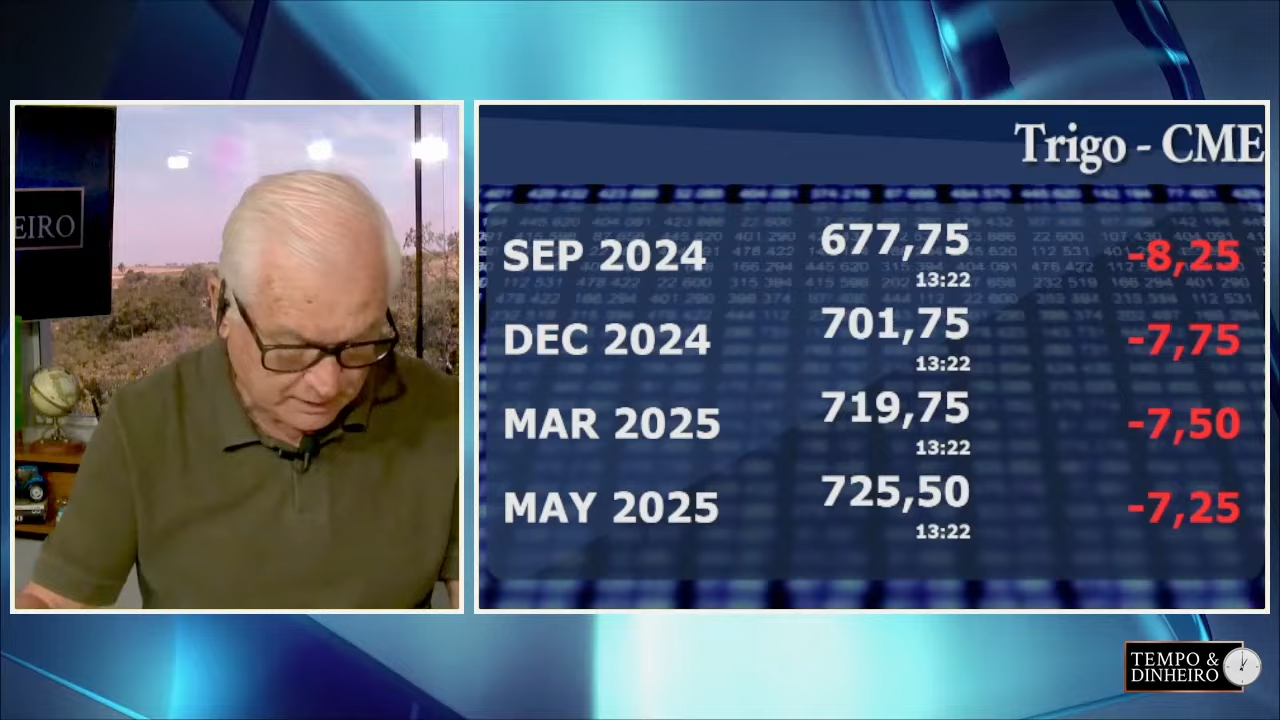 EIRO
Trigo - CME
SEP 2024 677,75 -8,25
13:22
DEC 2024 701,75 -7,75
13:22
MAR 2025 719,75 -7,50
13:22
MAY 2025 725,50 -7,25
13:22
TEMPO &
DINHEIRO